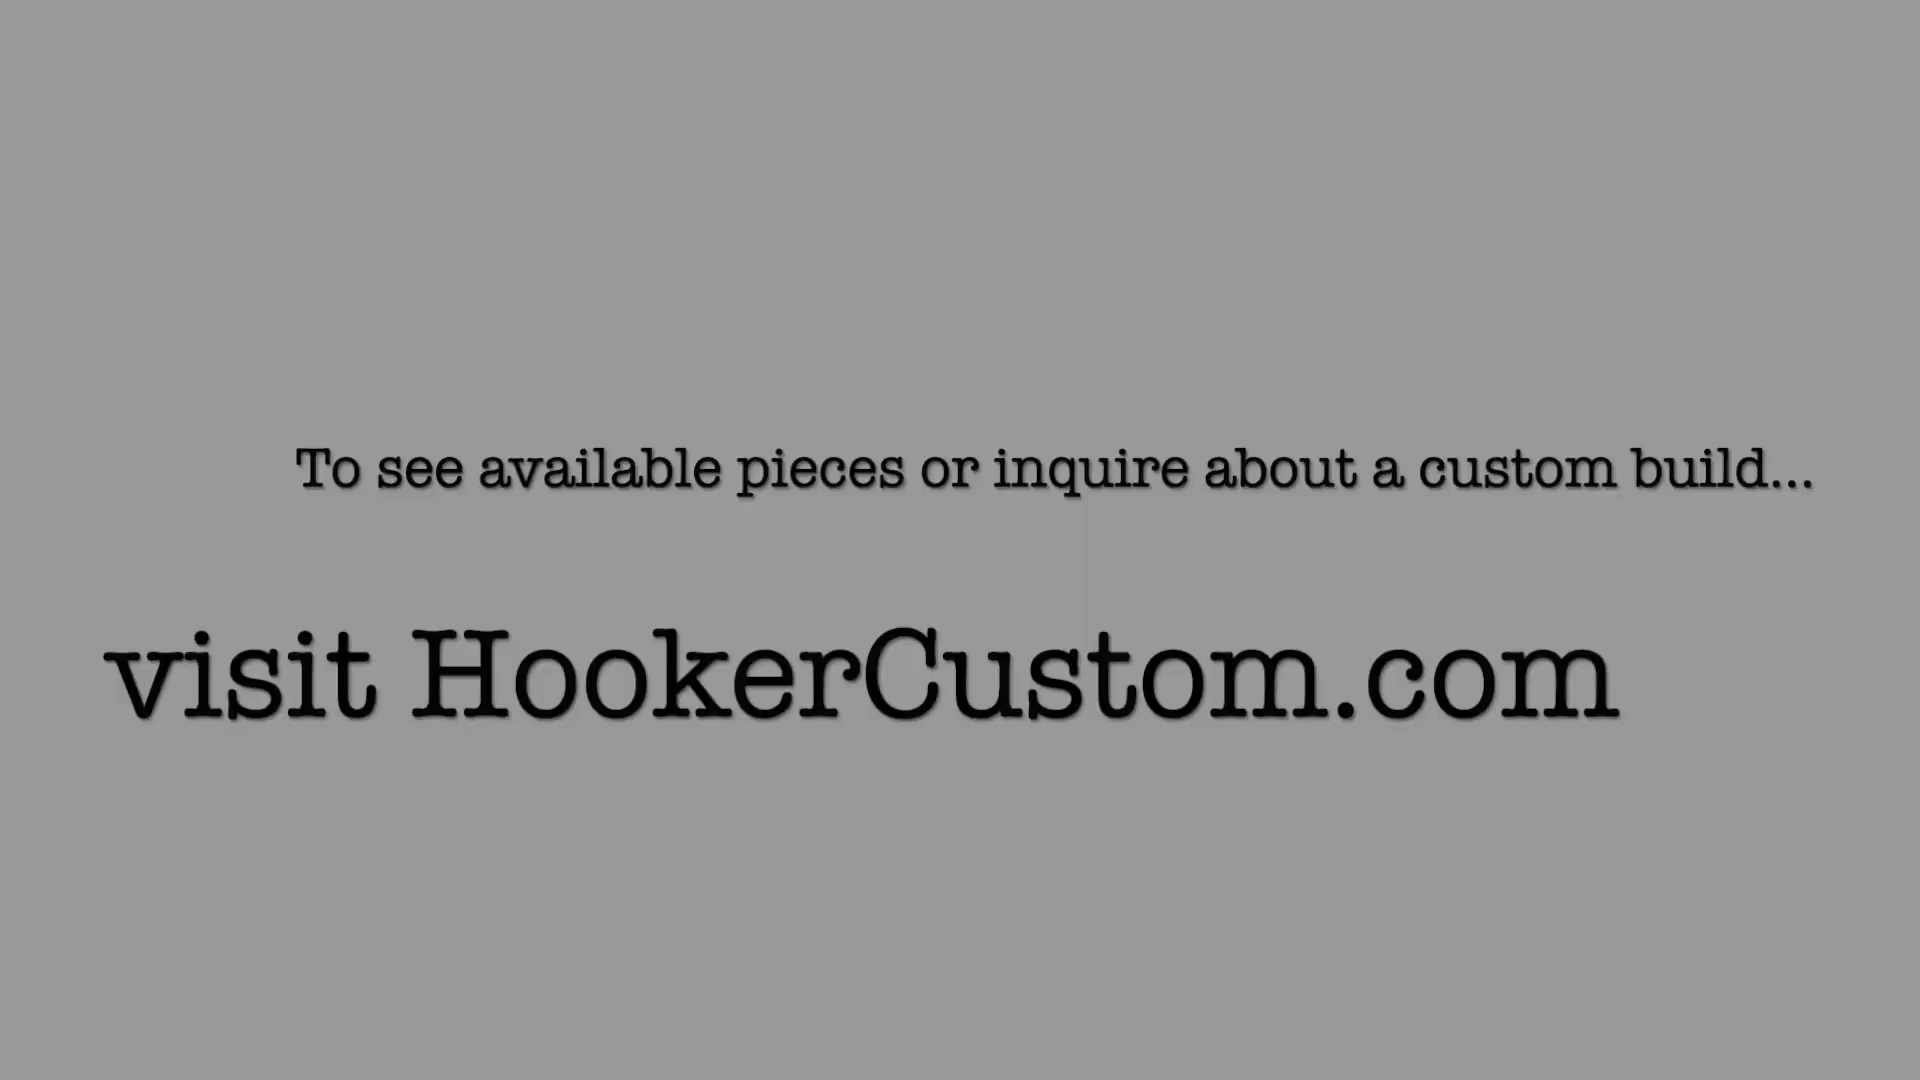 To see available pieces or inquire about a custom build...
visit HookerCustom.com